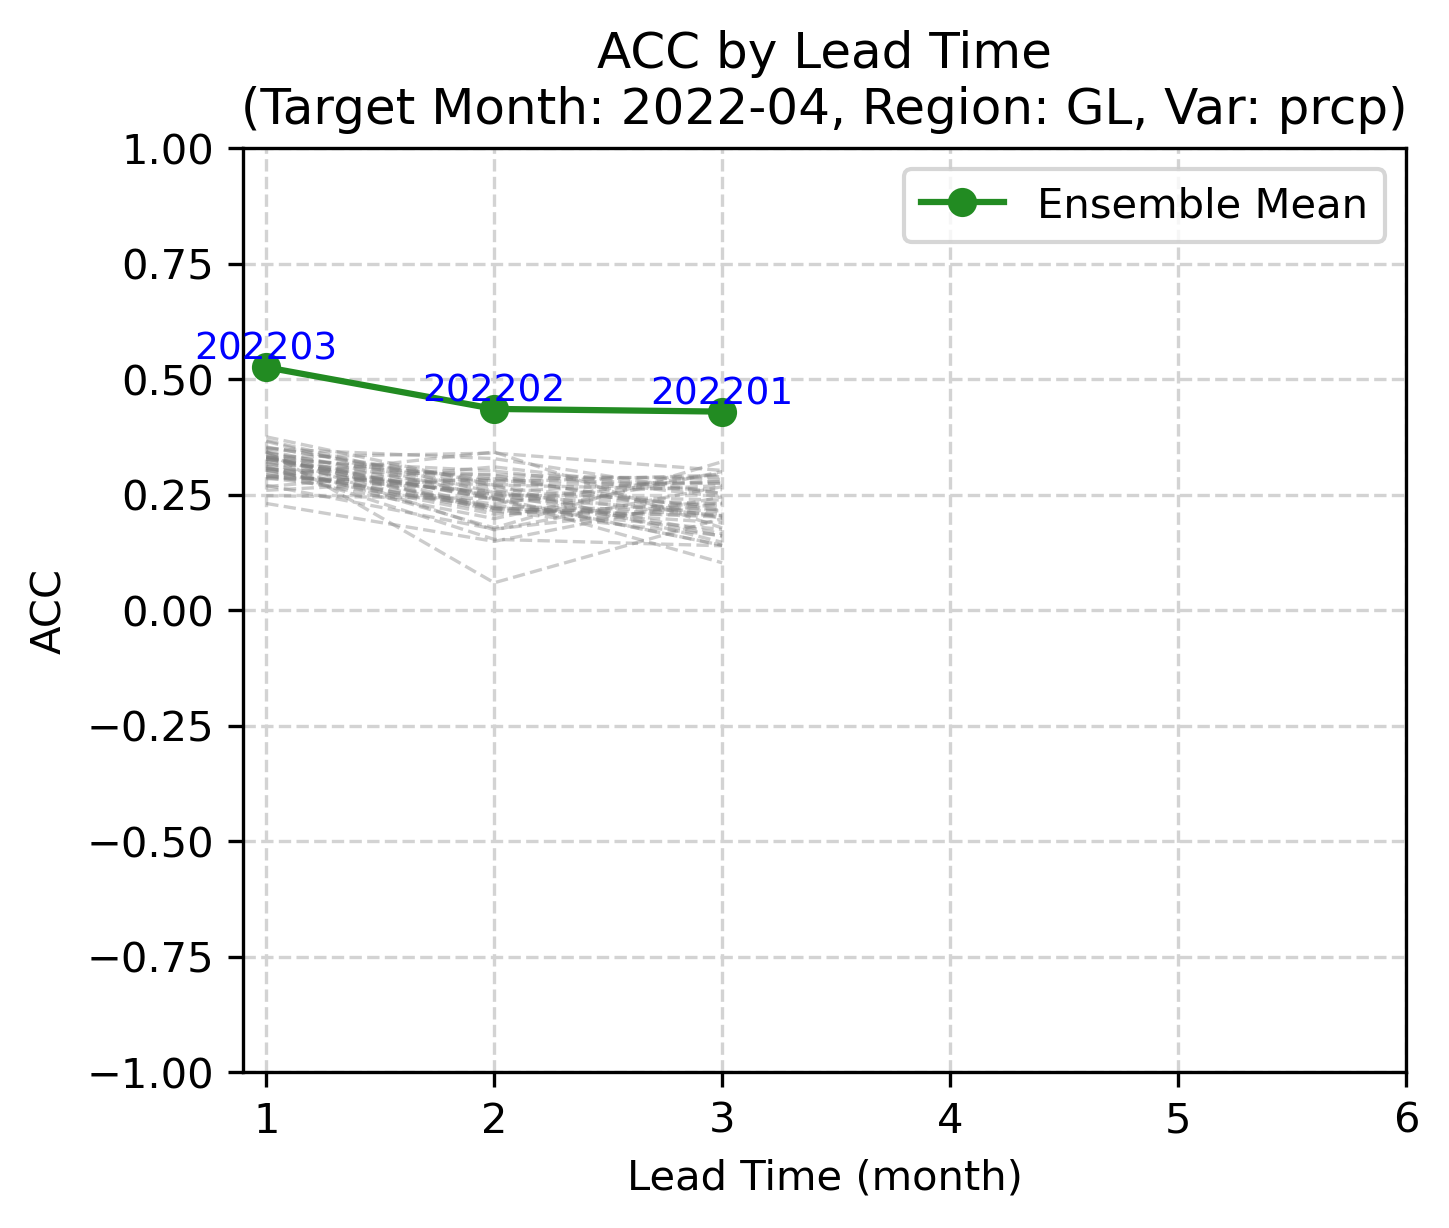 ACC by Lead Time
(Target Month: 2022-04, Region: GL, Var: prcp)
1.00
0.75
0.50
0.25
0.00
−0.25
−0.50
−0.75
−1.00
ACC
Ensemble Mean
202203
202202
202201
1 2 3 4 5 6
Lead Time (month)